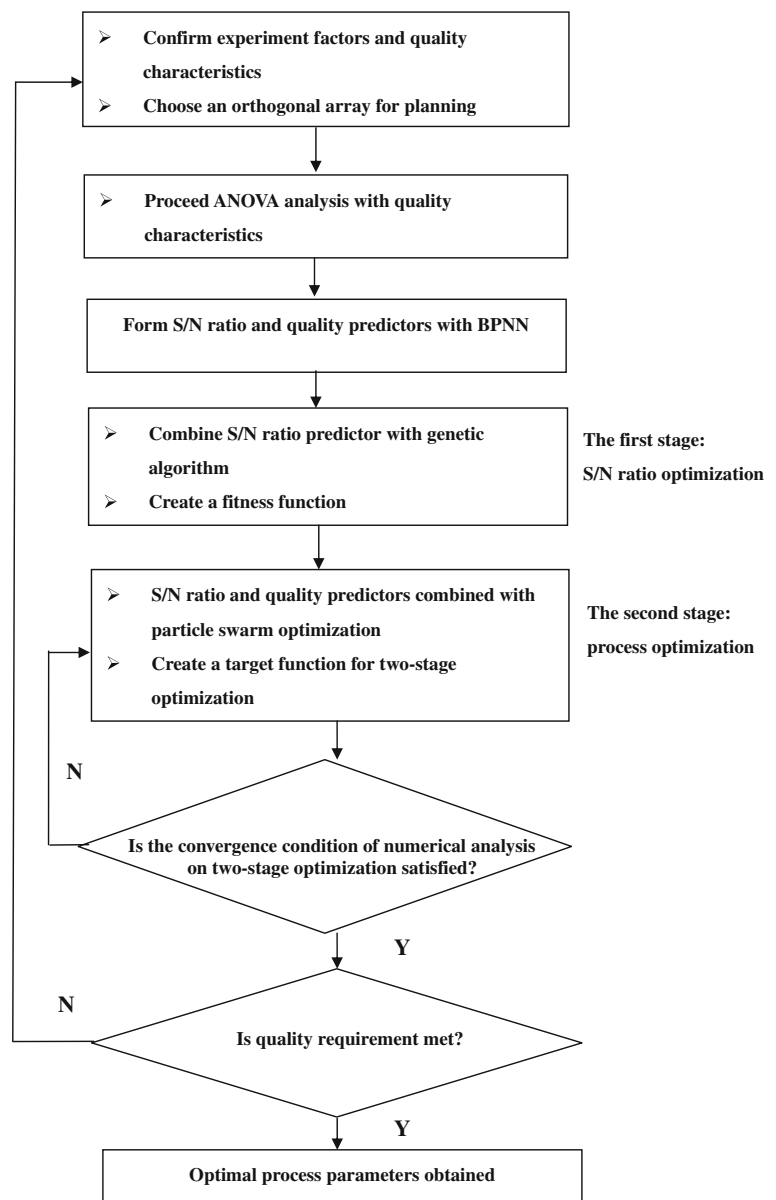 ➢ Confirm experiment factors and quality
characteristics
➢ Choose an orthogonal array for planning
➢ Proceed ANOVA analysis with quality
characteristics
Form S/N ratio and quality predictors with BPNN
➢ Combine S/N ratio predictor with genetic
algorithm
➢ Create a fitness function
The first stage:
S/N ratio optimization
➢ S/N ratio and quality predictors combined with
particle swarm optimization
➢ Create a target function for two-stage
optimization
The second stage:
process optimization
N
Is the convergence condition of numerical analysis
on two-stage optimization satisfied?
Y
N
Is quality requirement met?
Y
Optimal process parameters obtained